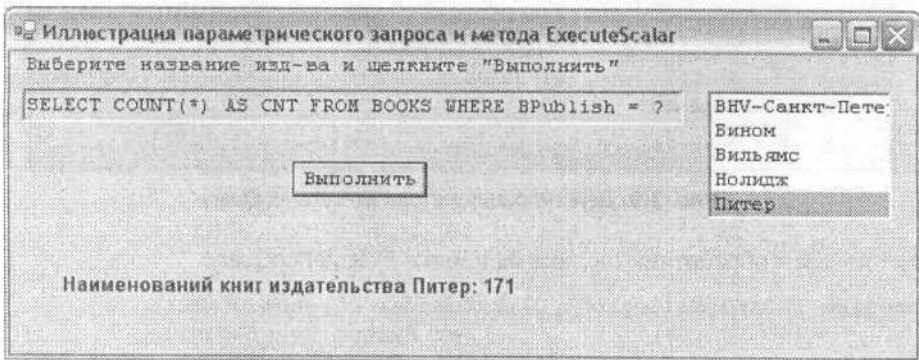 Иллюстрация параметрического запроса и метода ExecuteScalar
Выберите название изд-ва и щелкните "Выполнить"
SELECT COUNT(*) AS CNT FROM BOOKS WHERE BPublish = ?
BHV-Санкт-Петер
Бином
Вильямс
Нолидж
Питер
Выполнить
Наименований книг издательства Питер: 171